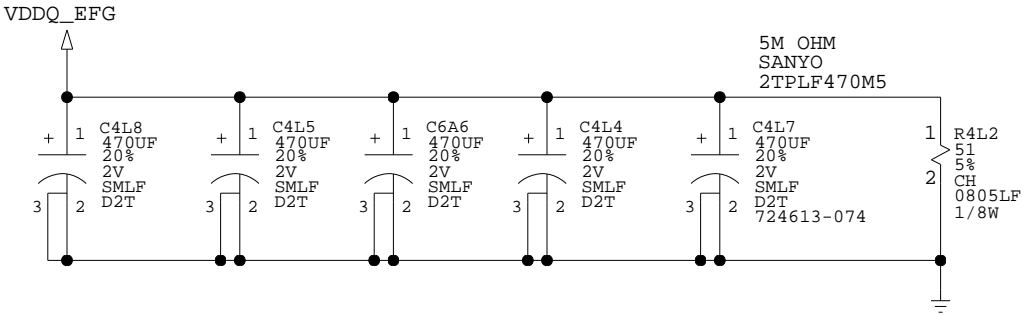 VDDQ_EFG
5M OHM
SANYO
2TPLF470M5
+ 1 C4L8
470UF
20%
2V
SMLF
D2T
3 2
+ 1 C4L5
470UF
20%
2V
SMLF
D2T
3 2
+ 1 C6A6
470UF
20%
2V
SMLF
D2T
3 2
+ 1 C4L4
470UF
20%
2V
SMLF
D2T
3 2
+ 1 C4L7
470UF
20%
2V
SMLF
D2T
3 2 724613-074
1 R4L2
51
5%
2 CH
0805LF
1/8W